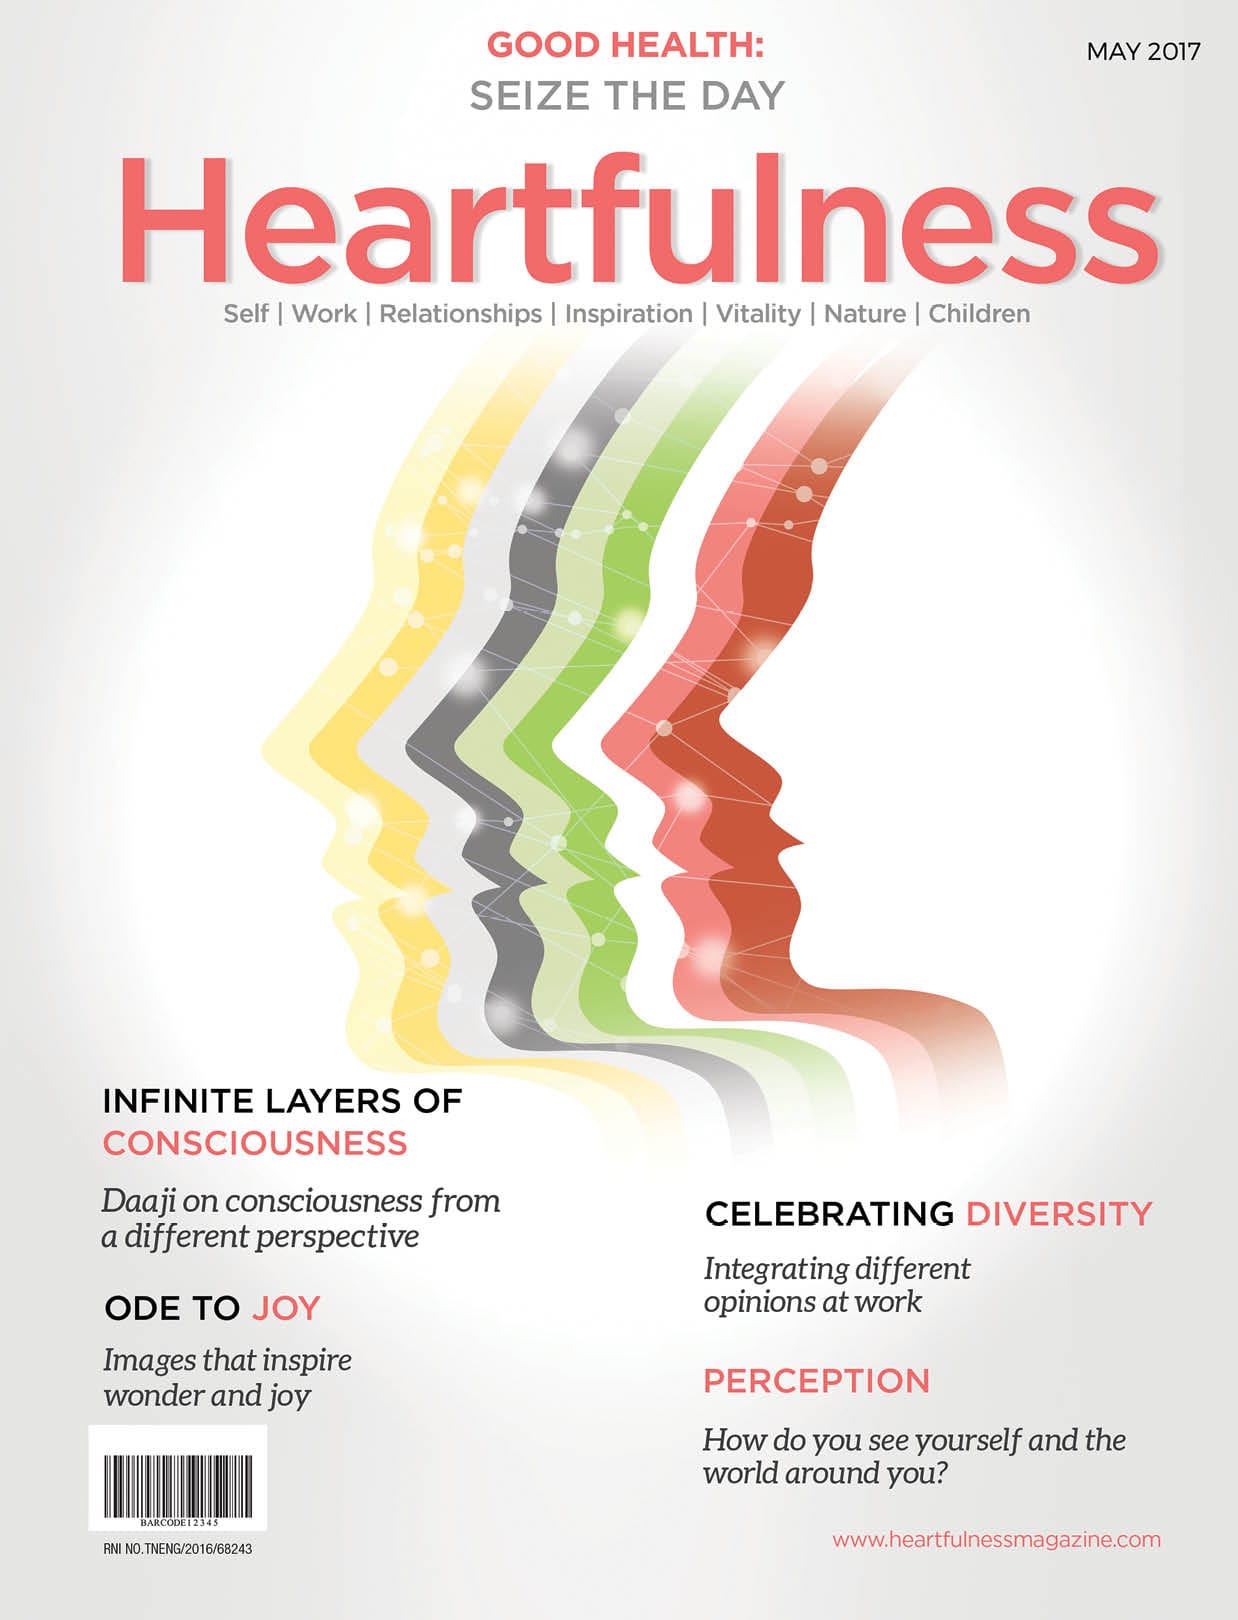 GOOD HEALTH:
SEIZE THE DAY
MAY 2017
Heartfulness
Self | Work | Relationships | Inspiration | Vitality | Nature | Children
INFINITE LAYERS OF
CONSCIOUSNESS
Daaji on consciousness from
a different perspective
ODE TO JOY
Images that inspire
wonder and joy
CELEBRATING DIVERSITY
Integrating different
opinions at work
PERCEPTION
How do you see yourself and the
world around you?
BARCODE12345
RNI NO.TNENG/2016/68243
www.heartfulnessmagazine.com